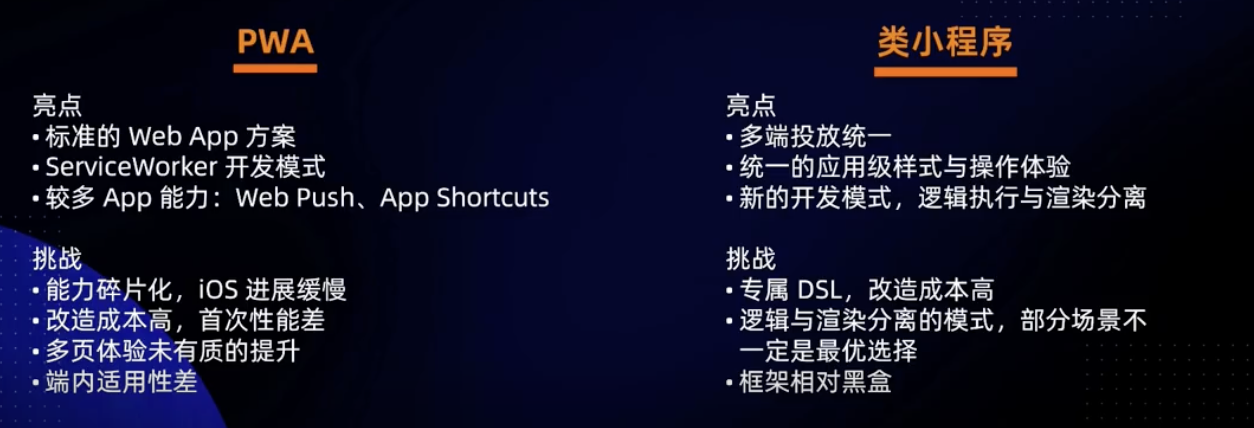 PWA
亮点
• 标准的 Web App 方案
• ServiceWorker 开发模式
• 较多 App 能力：Web Push、App Shortcuts
挑战
• 能力碎片化，iOS 进展缓慢
• 改造成本高，首次性能差
• 多页体验未有质的提升
• 端内适用性差
类小程序
亮点
• 多端投放统一
• 统一的应用级样式与操作体验
• 新的开发模式，逻辑执行与渲染分离
挑战
• 专属 DSL，改造成本高
• 逻辑与渲染分离的模式，部分场景不
一定是最优选择
• 框架相对黑盒